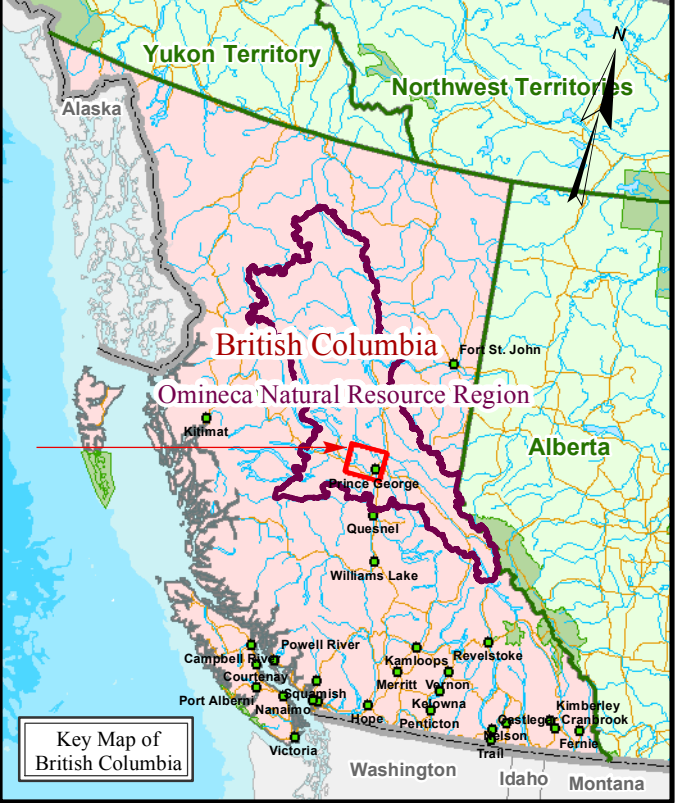 N
Yukon Territory
Northwest Territories
Alaska
British Columbia
Fort St. John
Omineca Natural Resource Region
Kitimat
Alberta
Prince George
Quesnel
Williams Lake
Powell River
Campbell River
Kamloops
Revelstoke
Courtenay
Merritt
Vernon
Squamish
Port Alberni
Nanaimo
Kelowna
Kimberley
Hope
Penticton
Castlegar
Cranbrook
Nelson
Fernie
Key Map of
British Columbia
Victoria
Trail
Washington
Idaho
Montana